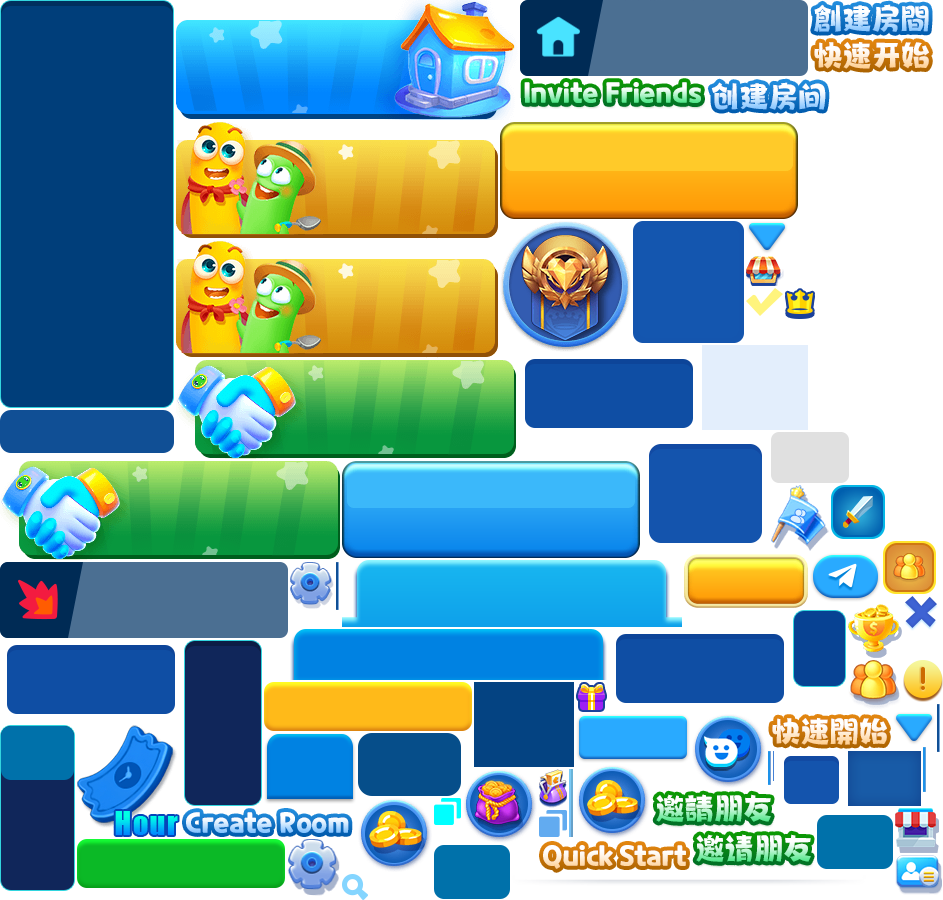 創建房間
快速开始
Invite Friends
创建房间
快速開始
邀請朋友
Hour
Create Room
Quick Start
邀请朋友